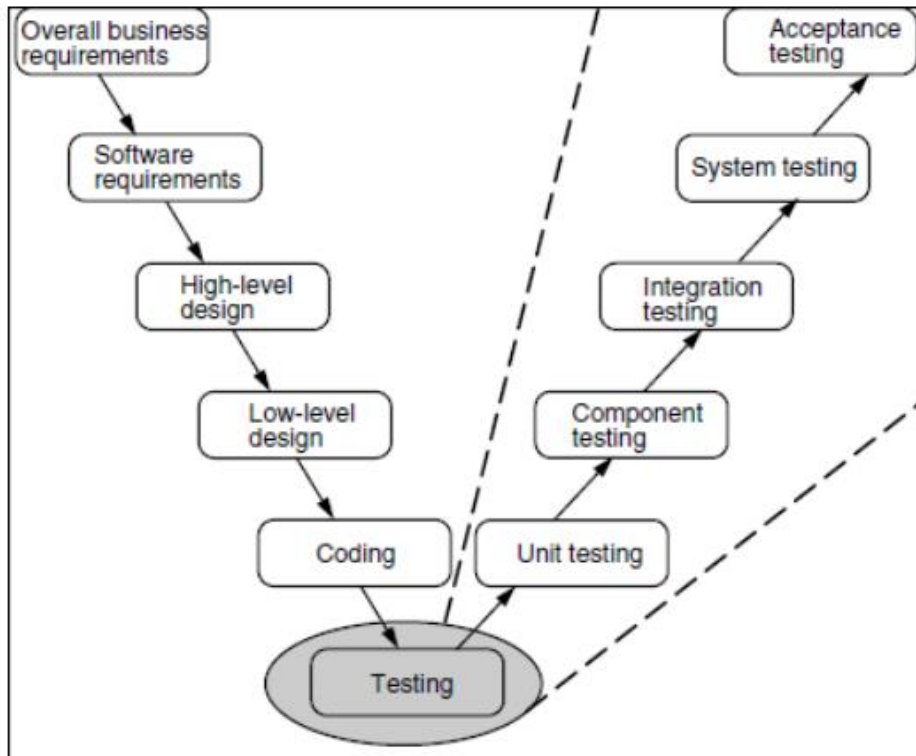 Overall business
requirements
Software
requirements
High-level
design
Low-level
design
Coding
Testing
Unit testing
Component
testing
Integration
testing
System testing
Acceptance
testing